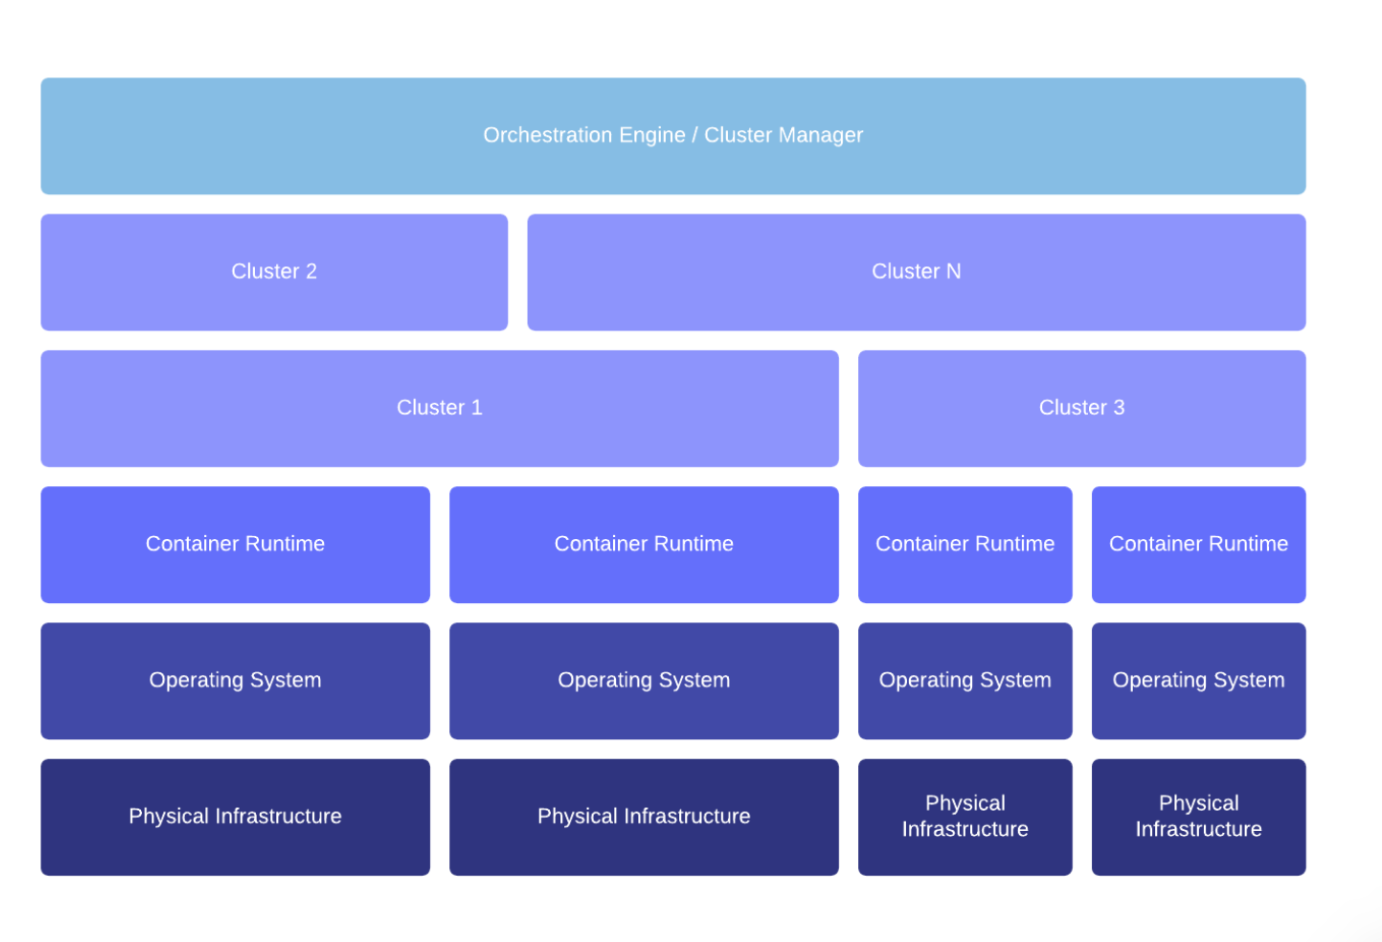 Orchestration Engine / Cluster Manager
Cluster 2
Cluster N
Cluster 1
Cluster 3
Container Runtime
Container Runtime
Container Runtime
Container Runtime
Operating System
Operating System
Operating System
Operating System
Physical Infrastructure
Physical Infrastructure
Physical
Infrastructure
Physical
Infrastructure